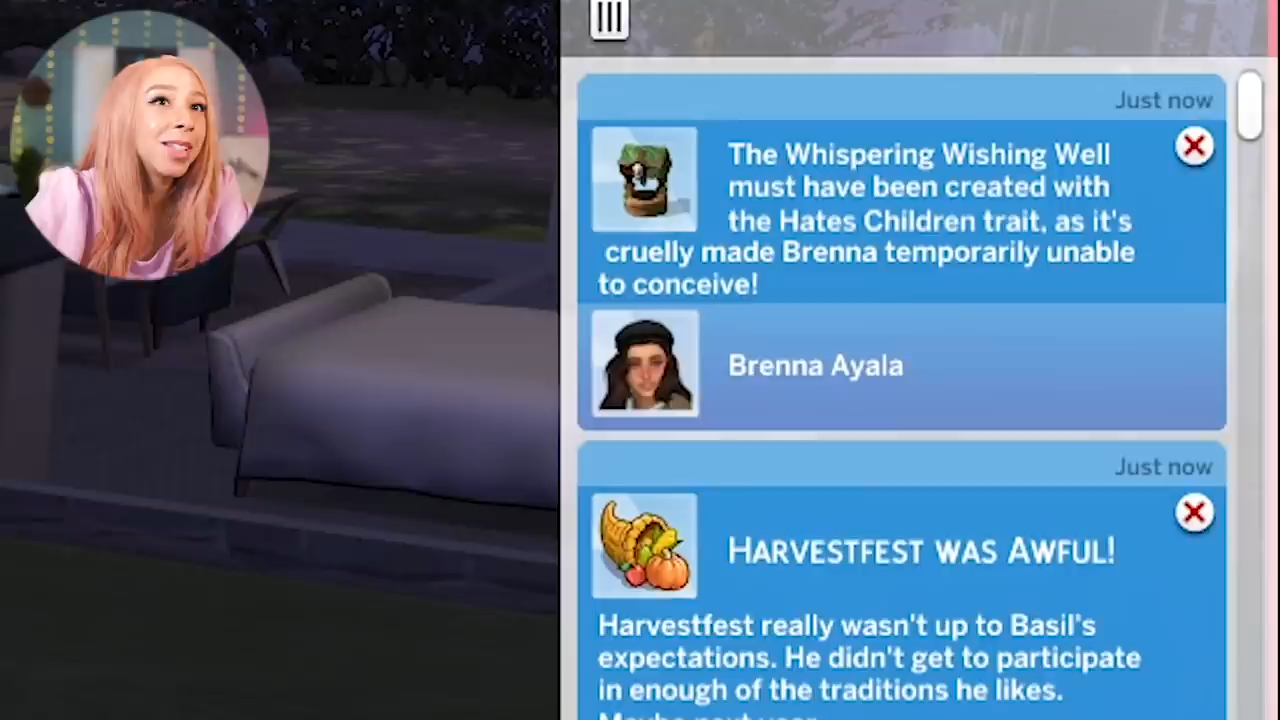 Just now
The Whispering Wishing Well
must have been created with
the Hates Children trait, as it's
cruelly made Brenna temporarily unable
to conceive!
Brenna Ayala
Just now
HARVESTFEST WAS AWFUL!
Harvestfest really wasn't up to Basil's
expectations. He didn't get to participate
in enough of the traditions he likes.